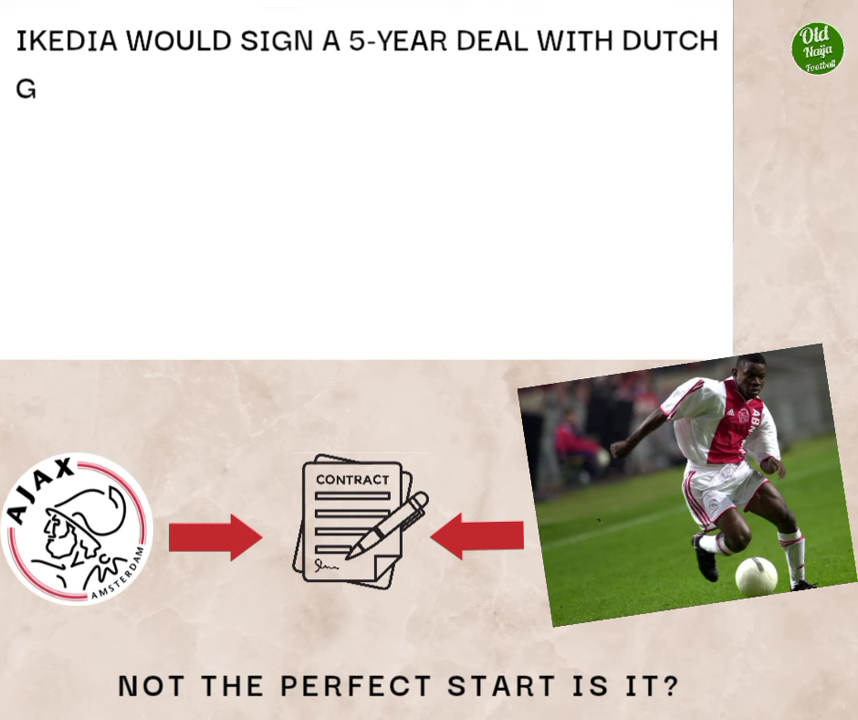 IKEDIA WOULD SIGN A 5-YEAR DEAL WITH DUTCH
G
Old
Naija
Football
AJAX
AMSTERDAM
CONTRACT
ABN
NOT THE PERFECT START IS IT?